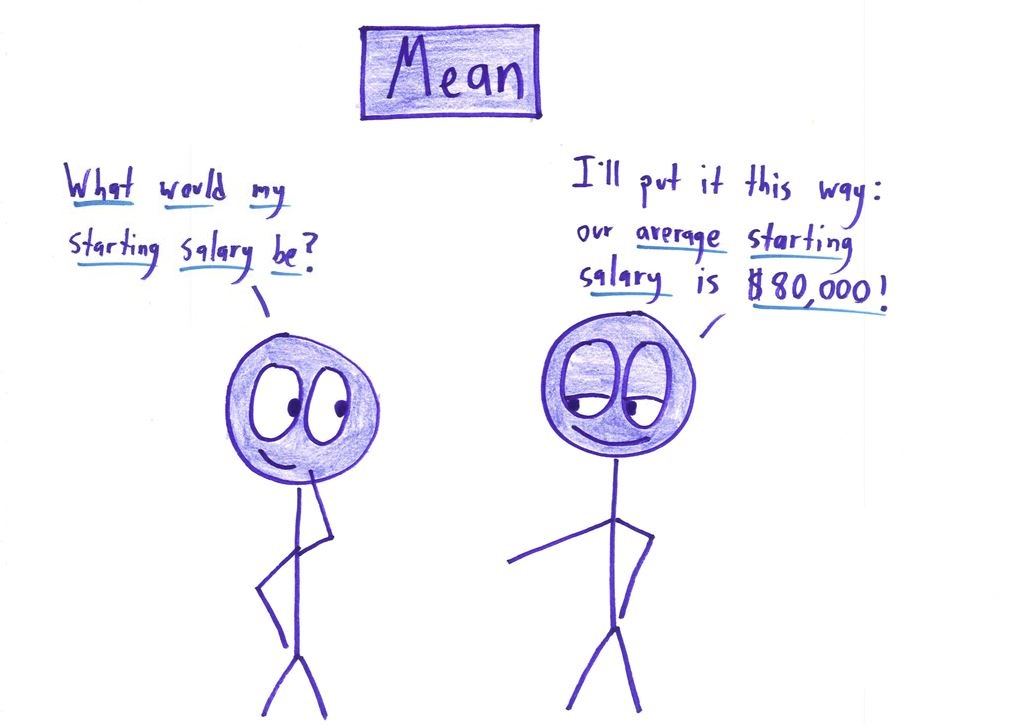 Mean
What would my
starting salary be?
I'll put it this way:
our average starting
salary is $80,000!